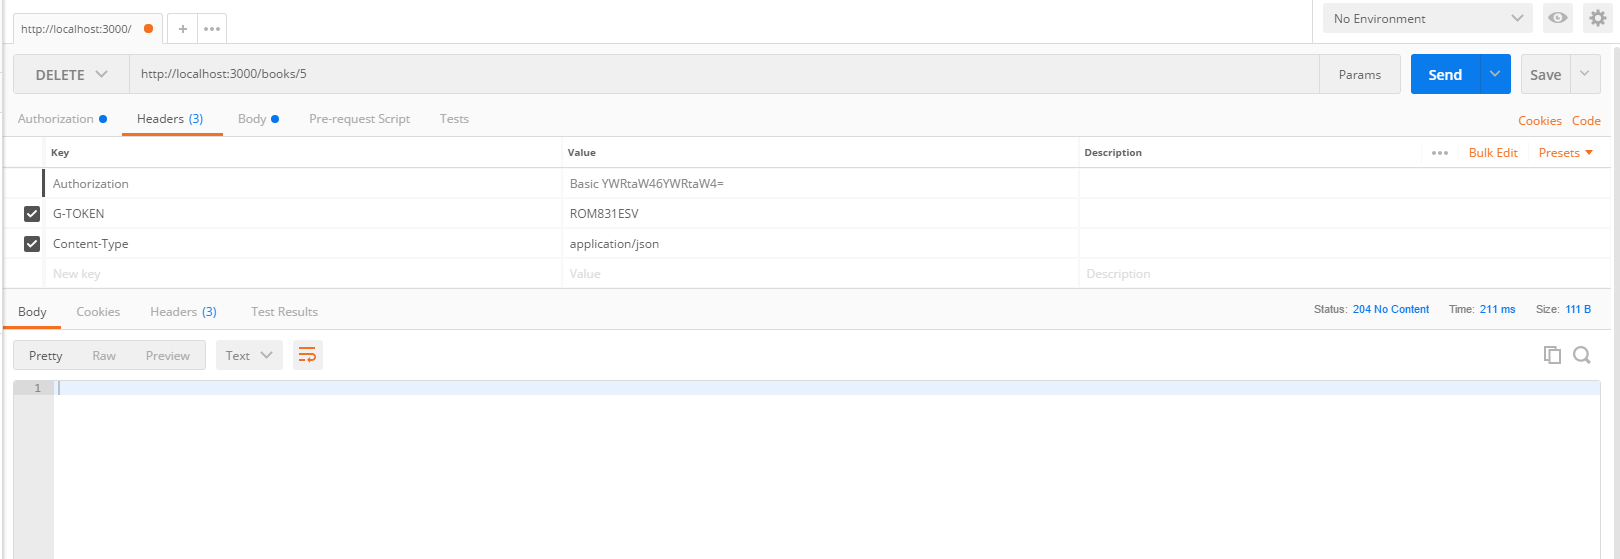 http://localhost:3000/ + ••• No Environment
DELETE http://localhost:3000/books/5 Params Send Save
Authorization Headers (3) Body Pre-request Script Tests Cookies Code
Key Value Description ••• Bulk Edit Presets
Authorization Basic YWRtaW46YWRtaW4=
G-TOKEN ROM831ESV
Content-Type application/json
New key Value Description
Body Cookies Headers (3) Test Results Status: 204 No Content Time: 211 ms Size: 111 B
Pretty Raw Preview Text
1